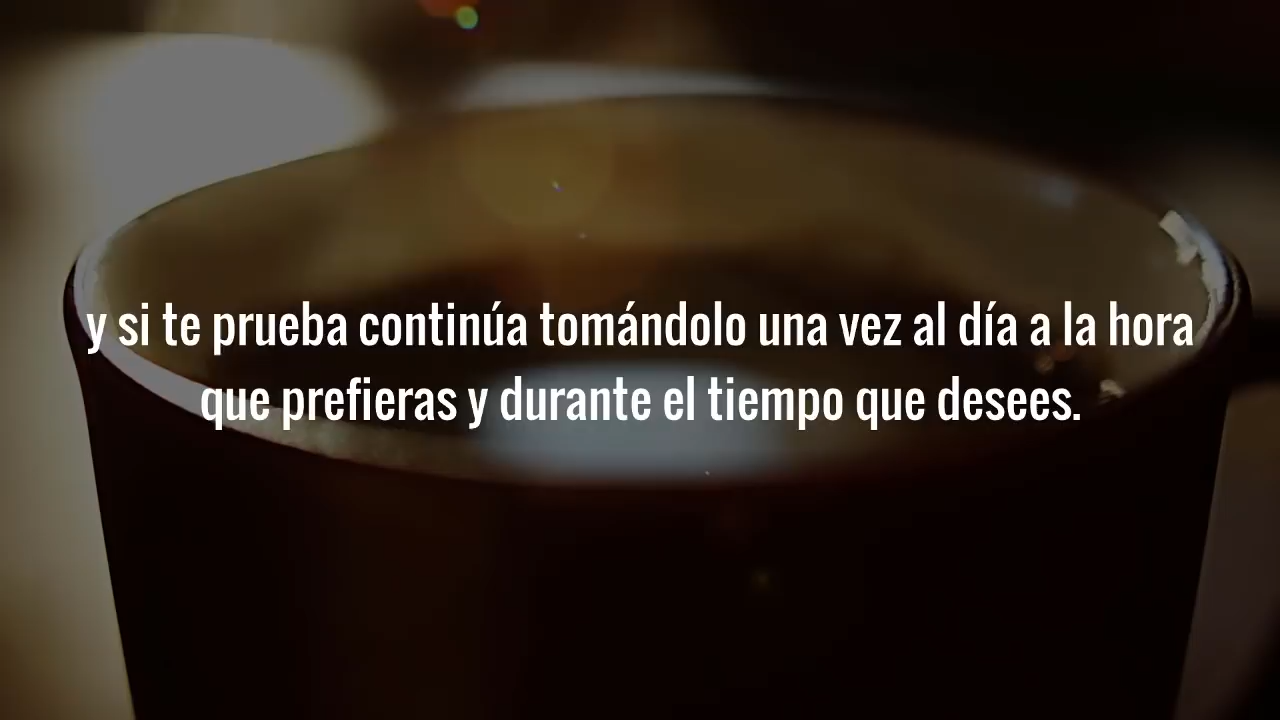 y si te prueba continúa tomándolo una vez al día a la hora
que prefieras y durante el tiempo que desees.